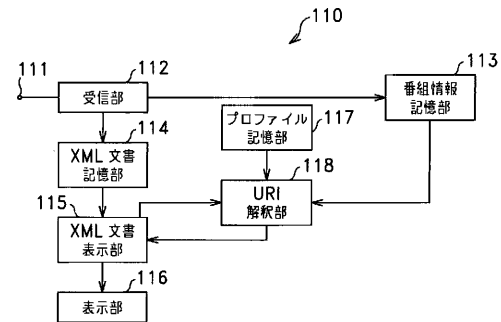 110
111
112
受信部
113
番組情報
記憶部
114
XML 文書
記憶部
プロファイル
記憶部
117
115
XML 文書
表示部
118
URI
解釈部
116
表示部